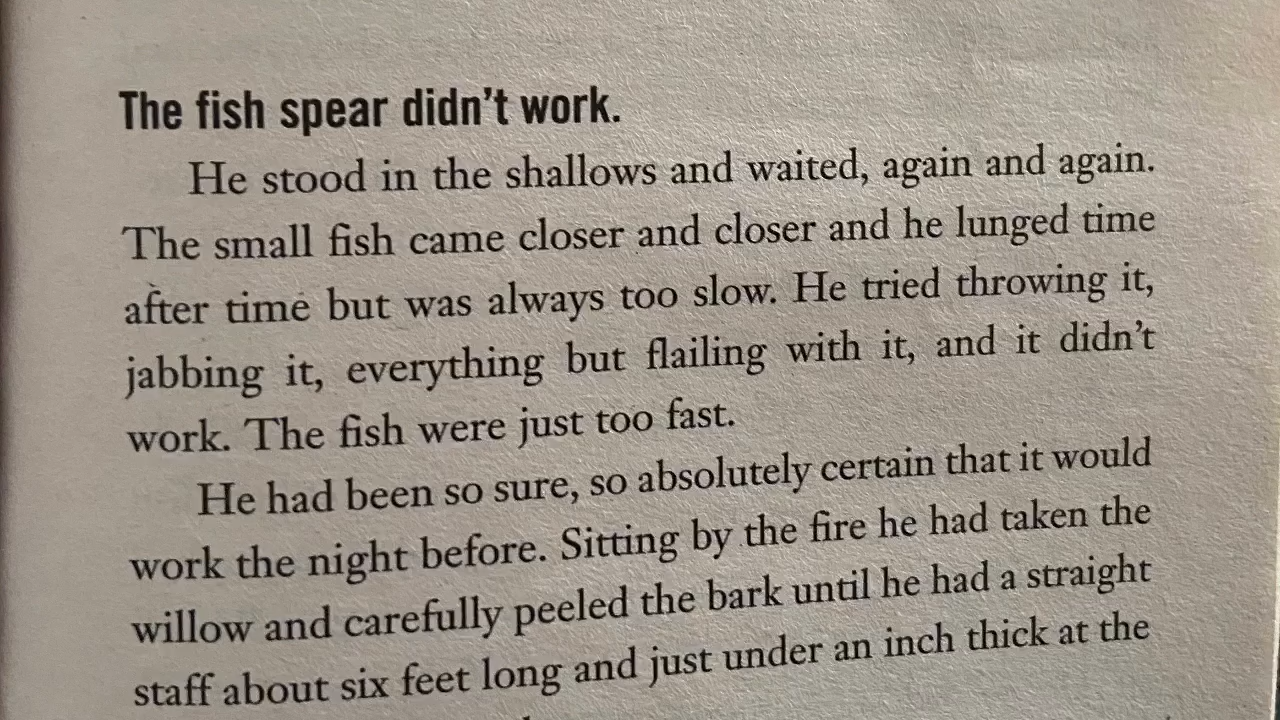 The fish spear didn't work.
He stood in the shallows and waited, again and again.
The small fish came closer and closer and he lunged time
after time but was always too slow. He tried throwing it,
jabbing it, everything but flailing with it, and it didn't
work. The fish were just too fast.
He had been so sure, so absolutely certain that it would
work the night before. Sitting by the fire he had taken the
willow and carefully peeled the bark until he had a straight
staff about six feet long and just under an inch thick at the